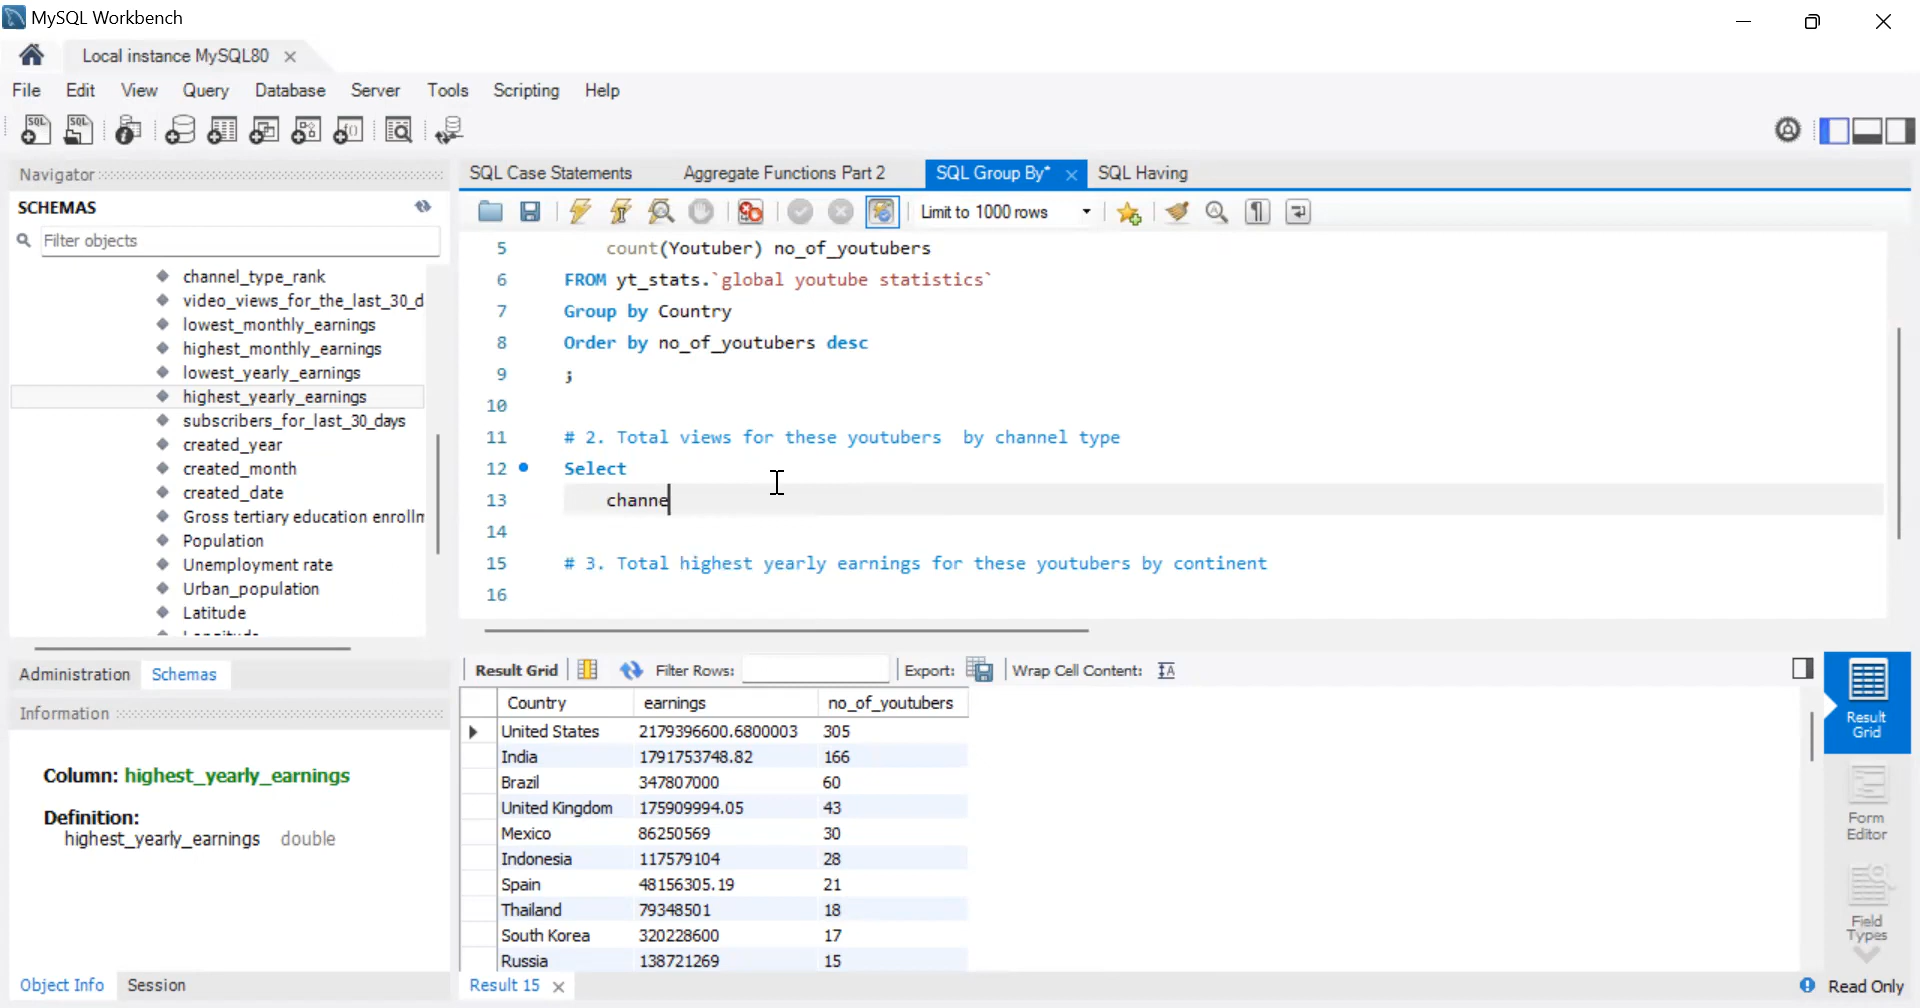 MySQL Workbench
Local instance MySQL80
File Edit View Query Database Server Tools Scripting Help
Navigator
SCHEMAS
Filter objects
channel_type_rank
video_views_for_the_last_30_d
lowest_monthly_earnings
highest_monthly_earnings
lowest_yearly_earnings
highest_yearly_earnings
subscribers_for_last_30_days
created_year
created_month
created_date
Gross tertiary education enrollm
Population
Unemployment rate
Urban_population
Latitude
Administration Schemas
Information
Column: highest_yearly_earnings
Definition:
highest_yearly_earnings double
Object Info Session
SQL Case Statements Aggregate Functions Part 2 SQL Group By* SQL Having
Limit to 1000 rows
5 count(Youtuber) no_of_youtubers
6 FROM yt_stats.`global youtube statistics`
7 Group by Country
8 Order by no_of_youtubers desc
9 ;
10
11 # 2. Total views for these youtubers  by channel type
12 Select
13 channe
14
15 # 3. Total highest yearly earnings for these youtubers by continent
16
Result Grid Filter Rows: Export: Wrap Cell Content:
Country earnings no_of_youtubers
United States 2179396600.6800003 305
India 1791753748.82 166
Brazil 347807000 60
United Kingdom 175909994.05 43
Mexico 86250569 30
Indonesia 117579104 28
Spain 48156305.19 21
Thailand 79348501 18
South Korea 320228600 17
Russia 138721269 15
Result 15
Result
Grid
Form
Editor
Field
Types
Read Only